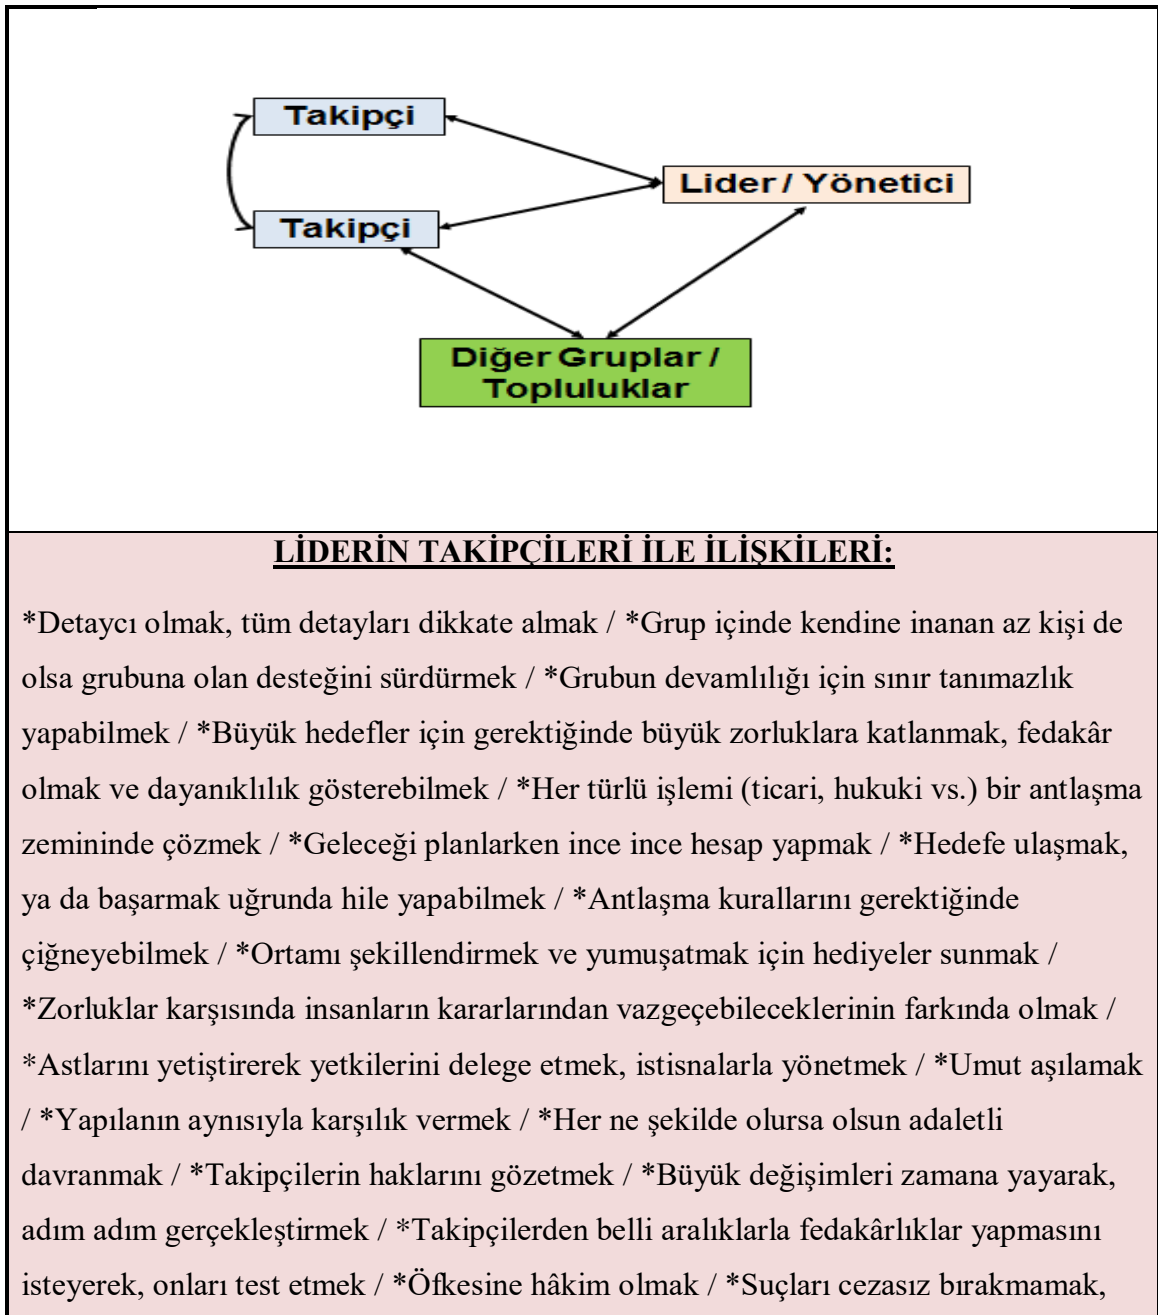 Takipçi
Lider / Yönetici
Takipçi
Diğer Gruplar /
Topluluklar
LİDERİN TAKİPÇİLERİ İLE İLİŞKİLERİ:
*Detaycı olmak, tüm detayları dikkate almak / *Grup içinde kendine inanan az kişi de
olsa grubuna olan desteğini sürdürmek / *Grubun devamlılığı için sınır tanımazlık
yapabilmek / *Büyük hedefler için gerektiğinde büyük zorluklara katlanmak, fedakâr
olmak ve dayanıklılık gösterebilmek / *Her türlü işlemi (ticari, hukuki vs.) bir antlaşma
zemininde çözmek / *Geleceği planlarken ince ince hesap yapmak / *Hedefe ulaşmak,
ya da başarmak uğrunda hile yapabilmek / *Antlaşma kurallarını gerektiğinde
çiğneyebilmek / *Ortamı şekillendirmek ve yumuşatmak için hediyeler sunmak /
*Zorluklar karşısında insanların kararlarından vazgeçebileceklerinin farkında olmak /
*Astlarını yetiştirerek yetkilerini delege etmek, istisnalarla yönetmek / *Umut aşılamak
/ *Yapılanın aynısıyla karşılık vermek / *Her ne şekilde olursa olsun adaletli
davranmak / *Takipçilerin haklarını gözetmek / *Büyük değişimleri zamana yayarak,
adım adım gerçekleştirmek / *Takipçilerden belli aralıklarla fedakârlıklar yapmasını
isteyerek, onları test etmek / *Öfkesine hâkim olmak / *Suçları cezasız bırakmamak,